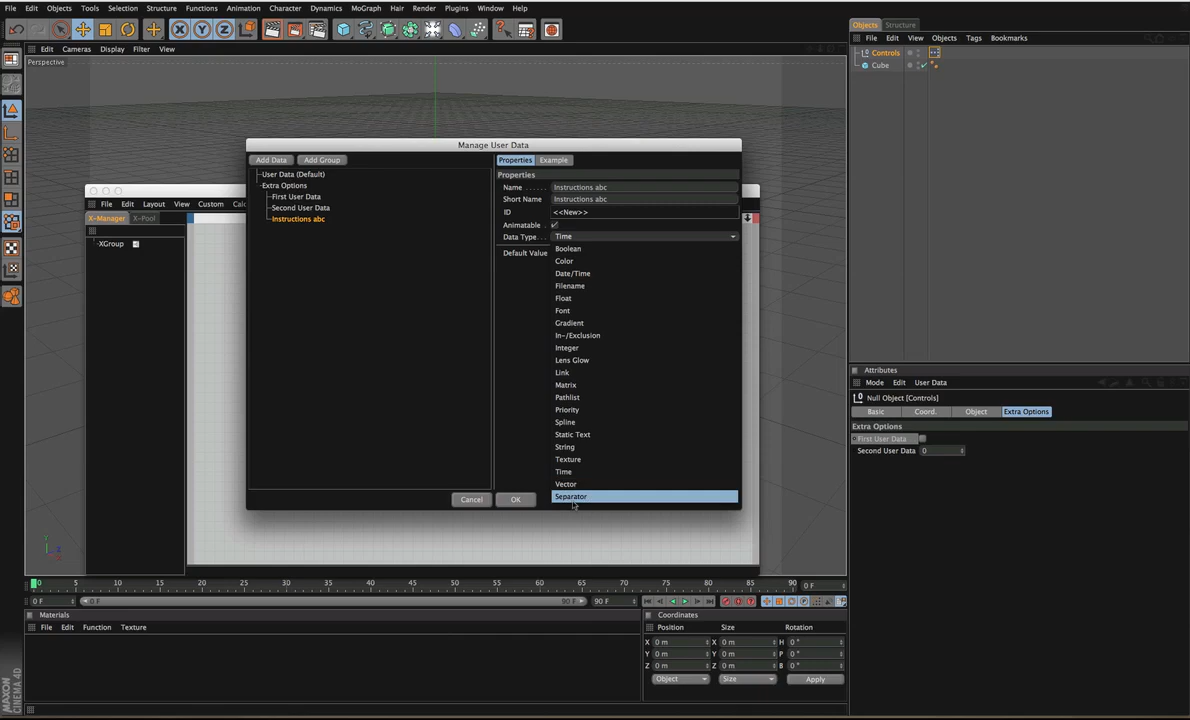 File Edit Objects Tools Selection Structure Functions Animation Character Dynamics MoGraph Hair Render Plugins Window Help
X Y Z
Objects Structure
File Edit View Objects Tags Bookmarks
Controls
Cube
Edit Cameras Display Filter View
Perspective
Manage User Data
Add Data Add Group
User Data (Default)
Extra Options
First User Data
Second User Data
Instructions abc
Properties Example
Properties
Name Instructions abc
Short Name Instructions abc
ID <<New>>
Animatable
Data Type Time
Default Value
Boolean
Color
Date/Time
Filename
Float
Font
Gradient
In-/Exclusion
Integer
Lens Glow
Link
Matrix
Pathlist
Priority
Spline
Static Text
String
Texture
Time
Vector
Separator
Cancel OK
File Edit Layout View Custom Calc
X-Manager X-Pool
XGroup
Attributes
Mode Edit User Data
Null Object [Controls]
Basic Coord. Object Extra Options
Extra Options
First User Data
Second User Data 0
0 5 10 15 20 25 30 35 40 45 50 55 60 65 70 75 80 85 90 0 F
0 F 0 F 90 F 90 F
Materials
File Edit Function Texture
Coordinates
Position Size Rotation
X 0 m X 0 m H 0 °
Y 0 m Y 0 m P 0 °
Z 0 m Z 0 m B 0 °
Object Size Apply
MAXON
CINEMA 4D